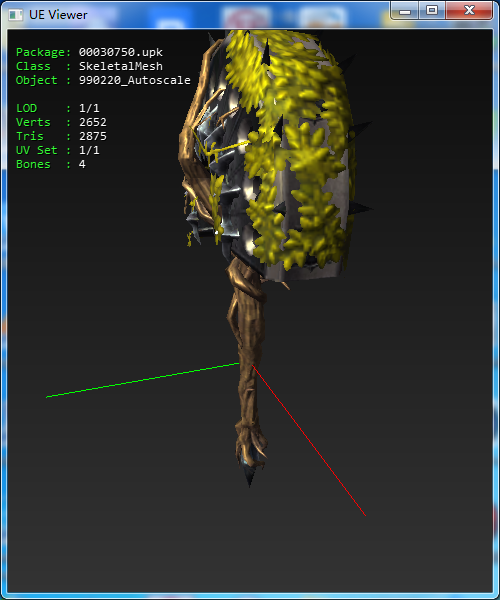 UE Viewer
Package: 00030750.upk
Class : SkeletalMesh
Object : 990220_Autoscale
LOD : 1/1
Verts : 2652
Tris : 2875
UV Set : 1/1
Bones : 4